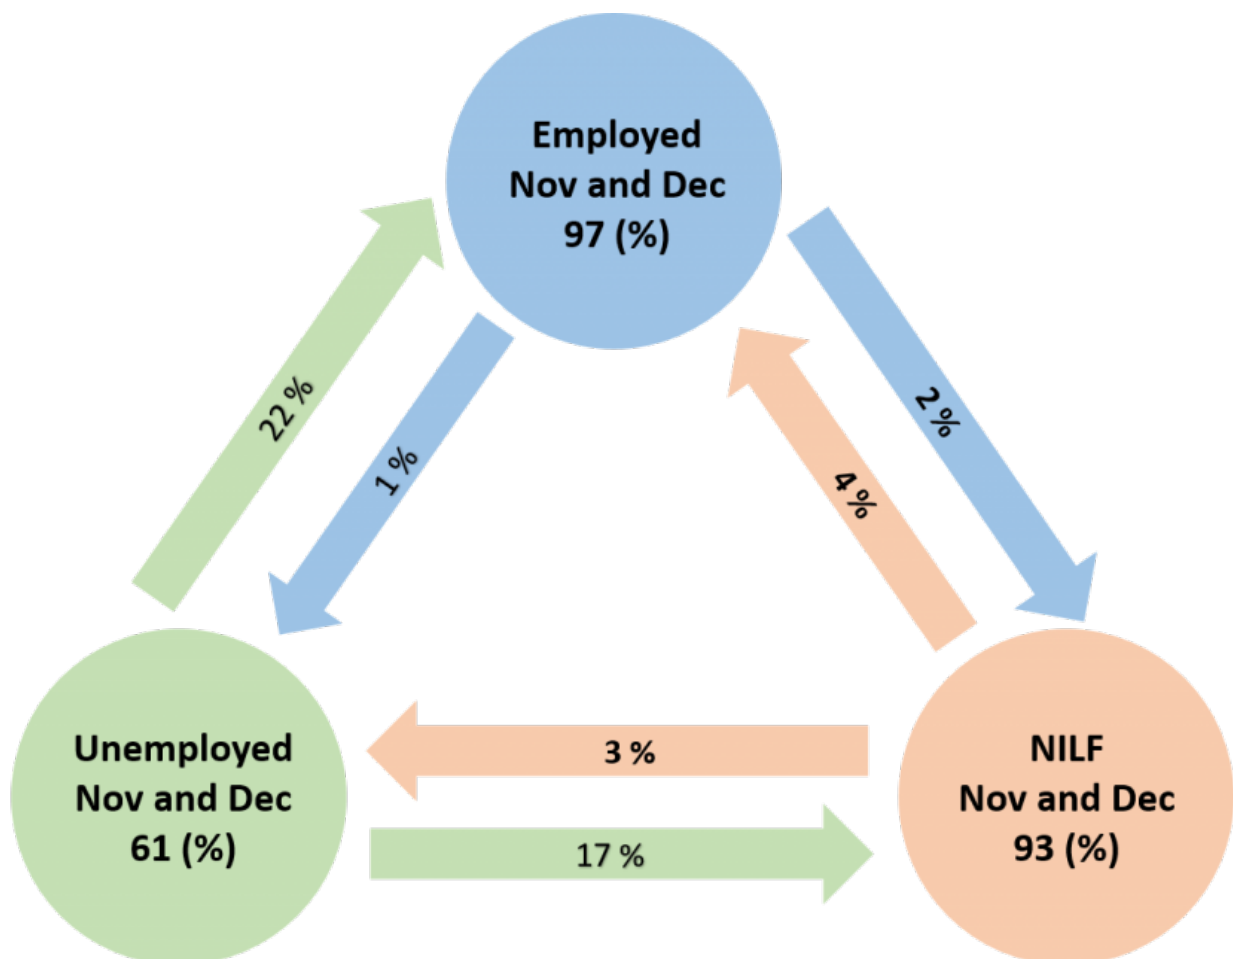 Employed
Nov and Dec
97 (%)
22 %
1 %
2 %
4 %
Unemployed
Nov and Dec
61 (%)
3 %
17 %
NILF
Nov and Dec
93 (%)